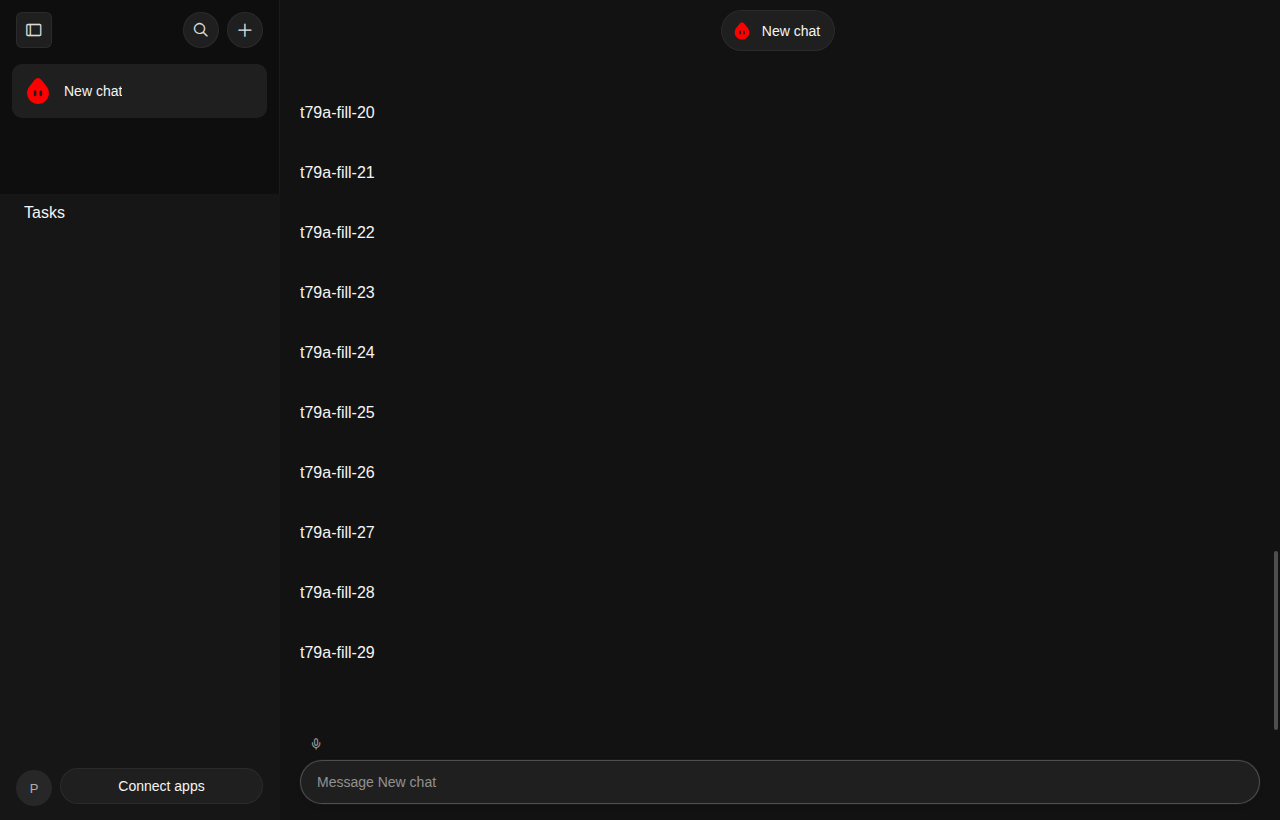 New chat
New chat
t79a-fill-20
t79a-fill-21
t79a-fill-22
t79a-fill-23
t79a-fill-24
t79a-fill-25
t79a-fill-26
t79a-fill-27
t79a-fill-28
t79a-fill-29
Tasks
P
Connect apps
Message New chat